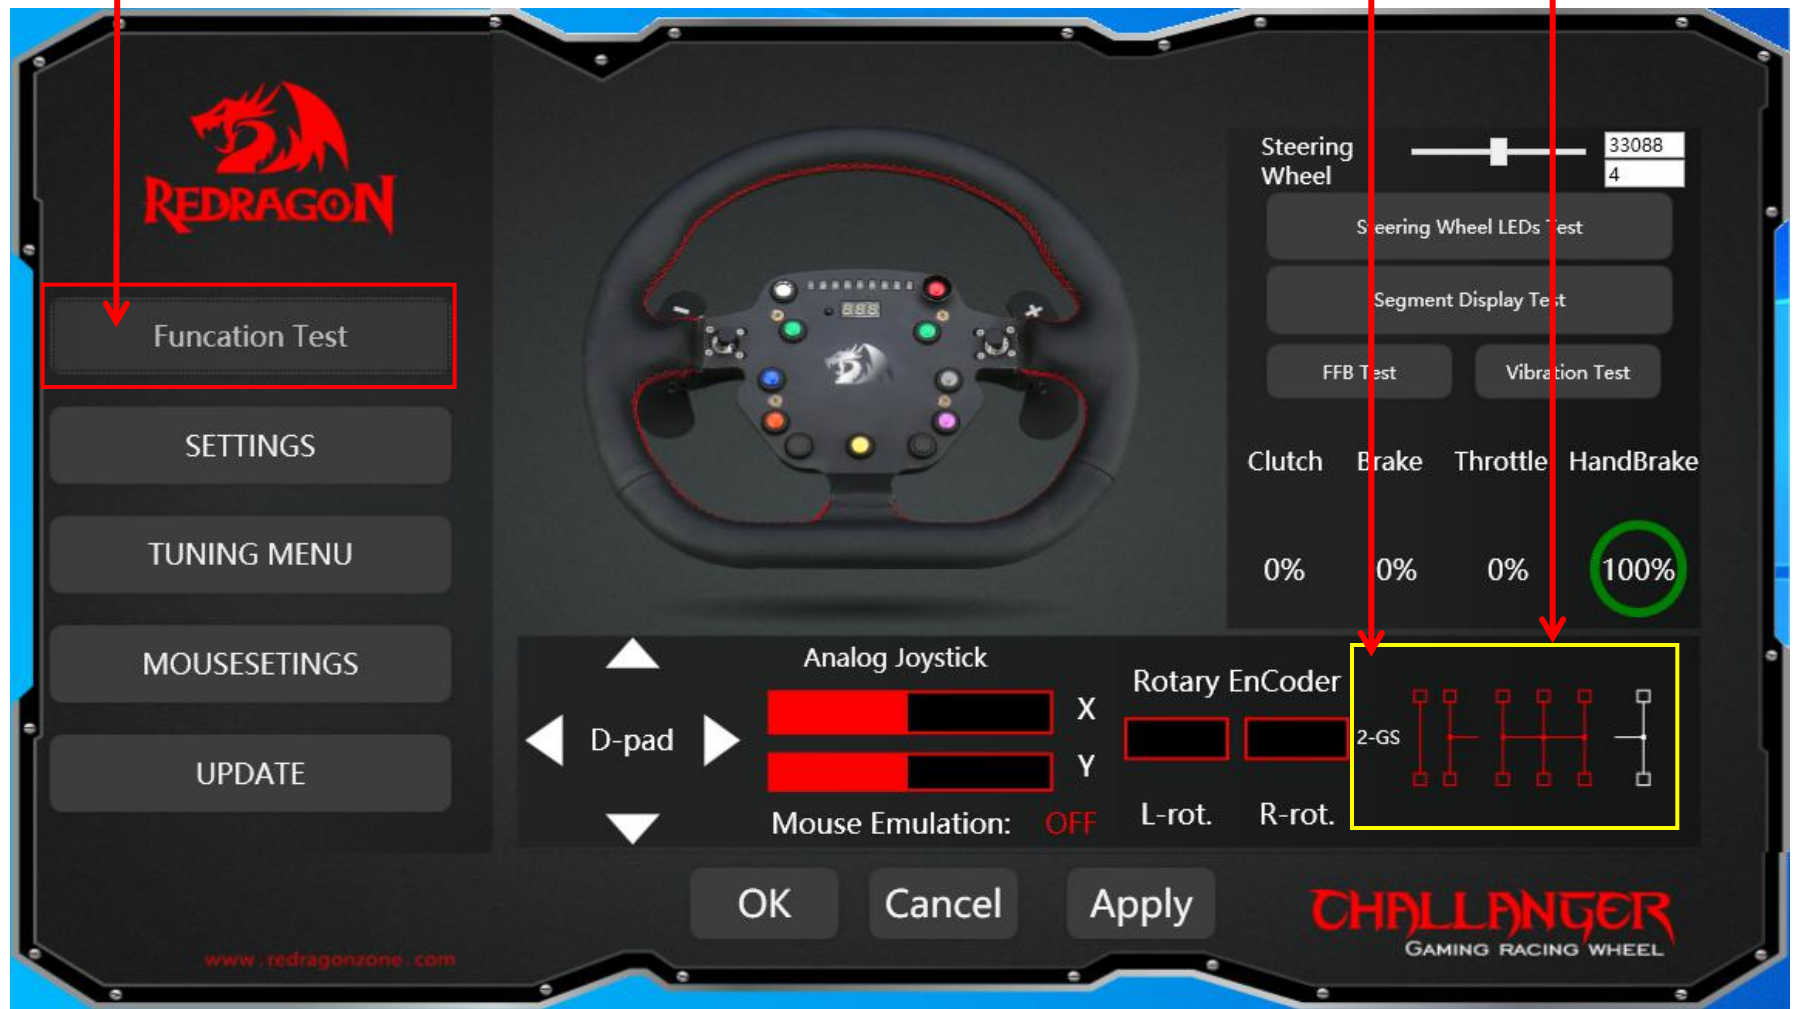 REDRAGON
Funcation Test
SETTINGS
TUNING MENU
MOUSESETINGS
UPDATE
www.redragonzone.com
888
Steering
Wheel
33088
4
Steering Wheel LEDs Test
Segment Display Test
FFB Test
Vibration Test
Clutch Brake Throttle HandBrake
0% 0% 0% 100%
D-pad
Analog Joystick
X
Y
Mouse Emulation: OFF
Rotary EnCoder
L-rot. R-rot.
2-GS
OK Cancel Apply
CHALLANGER
GAMING RACING WHEEL